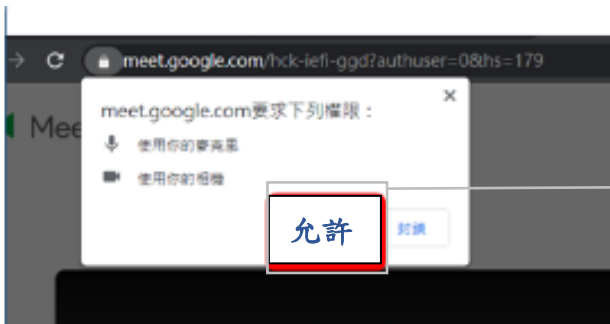 meet.google.com/hck-iefi-ggd?authuser=0&hs=179
Mee
meet.google.com要求下列權限：
使用你的麥克風
使用你的相機
允許
封鎖